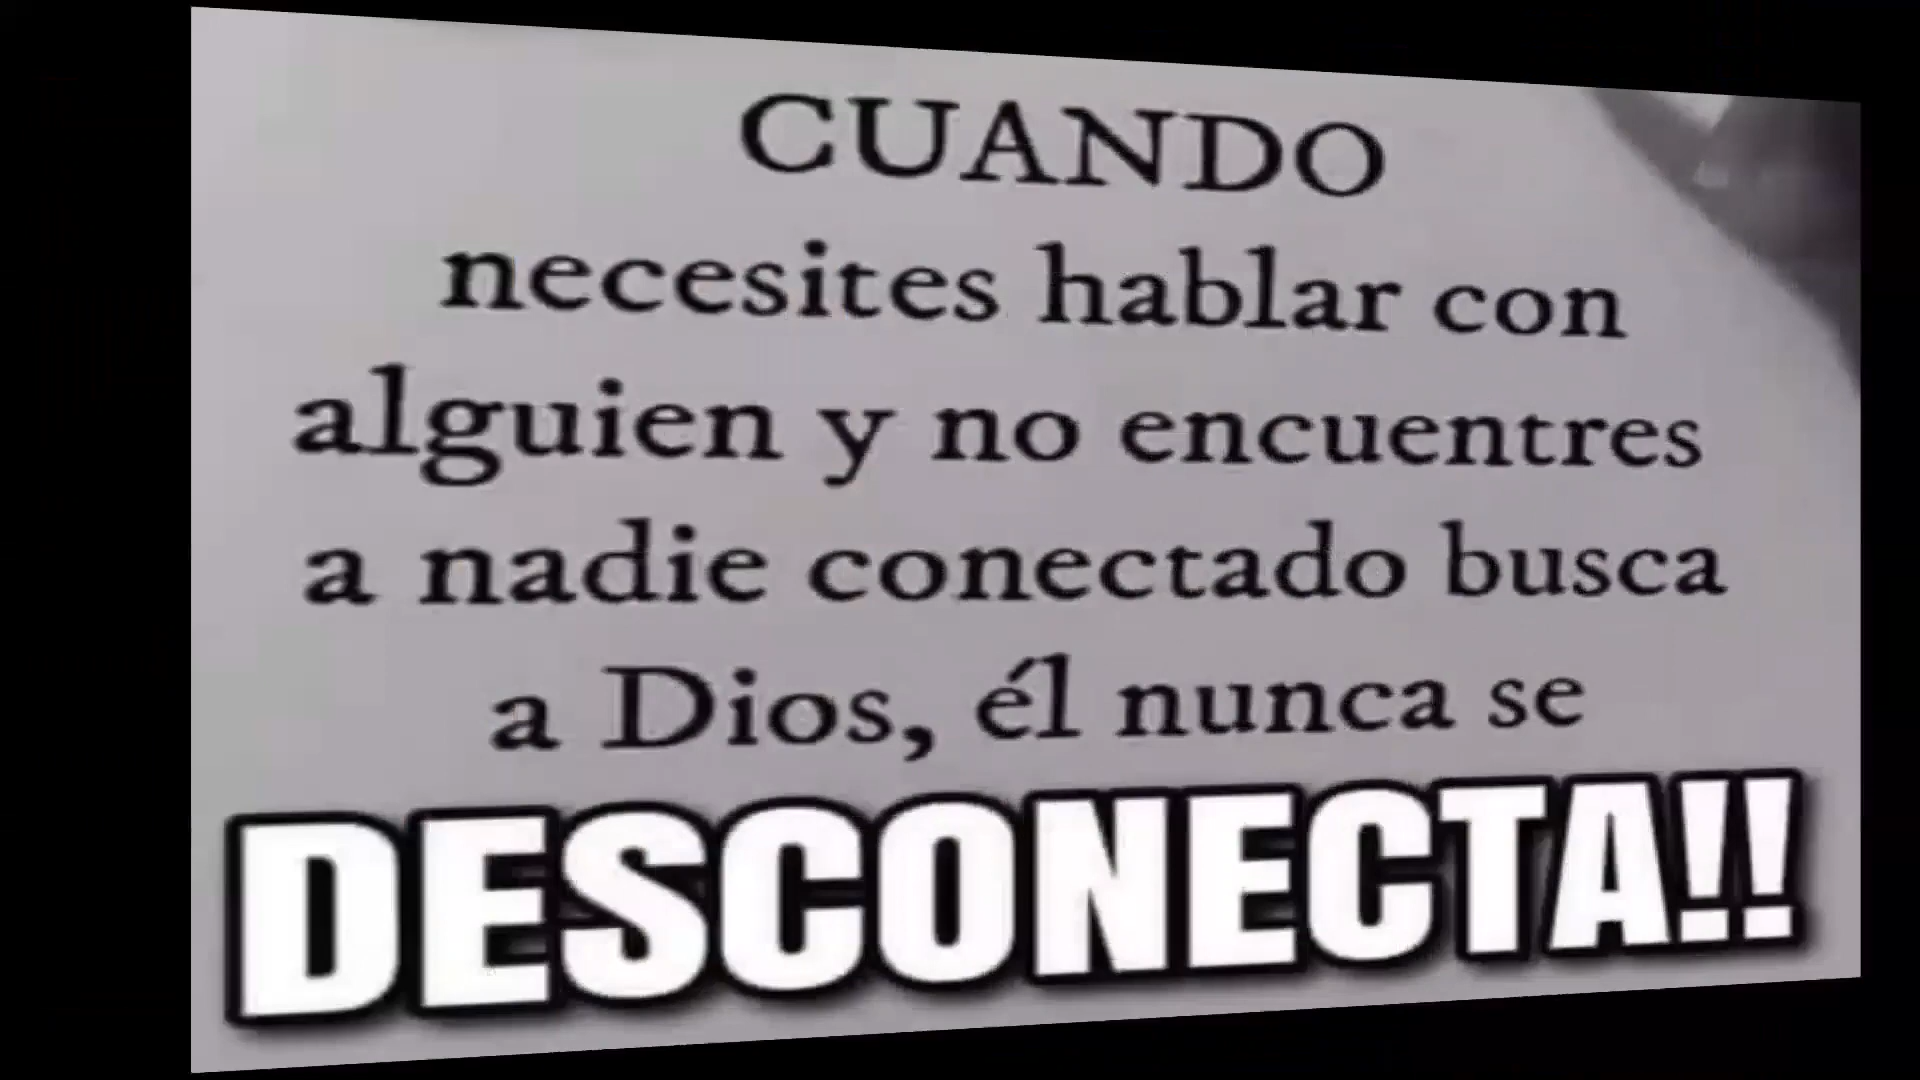 CUANDO
necesites hablar con
alguien y no encuentres
a nadie conectado busca
a Dios, él nunca se
DESCONECTA!!